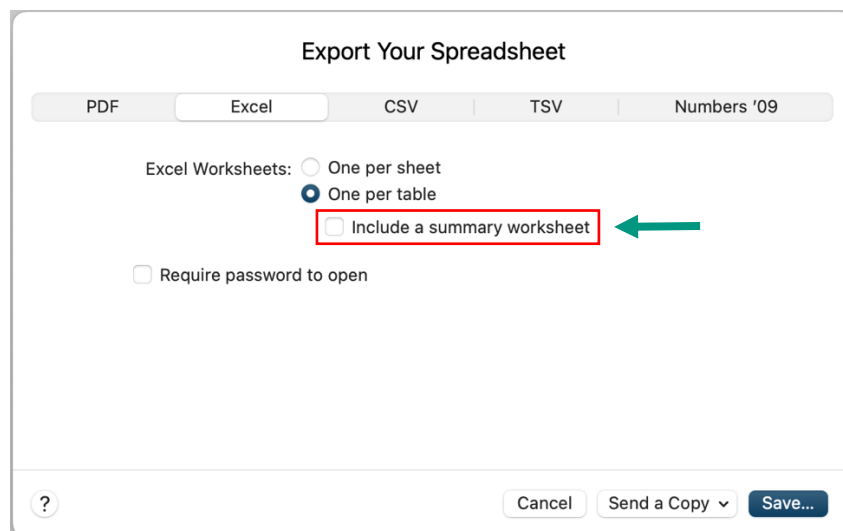 Export Your Spreadsheet
PDF Excel CSV TSV Numbers ’09
Excel Worksheets: One per sheet
One per table
Include a summary worksheet
Require password to open
? Cancel Send a Copy Save...